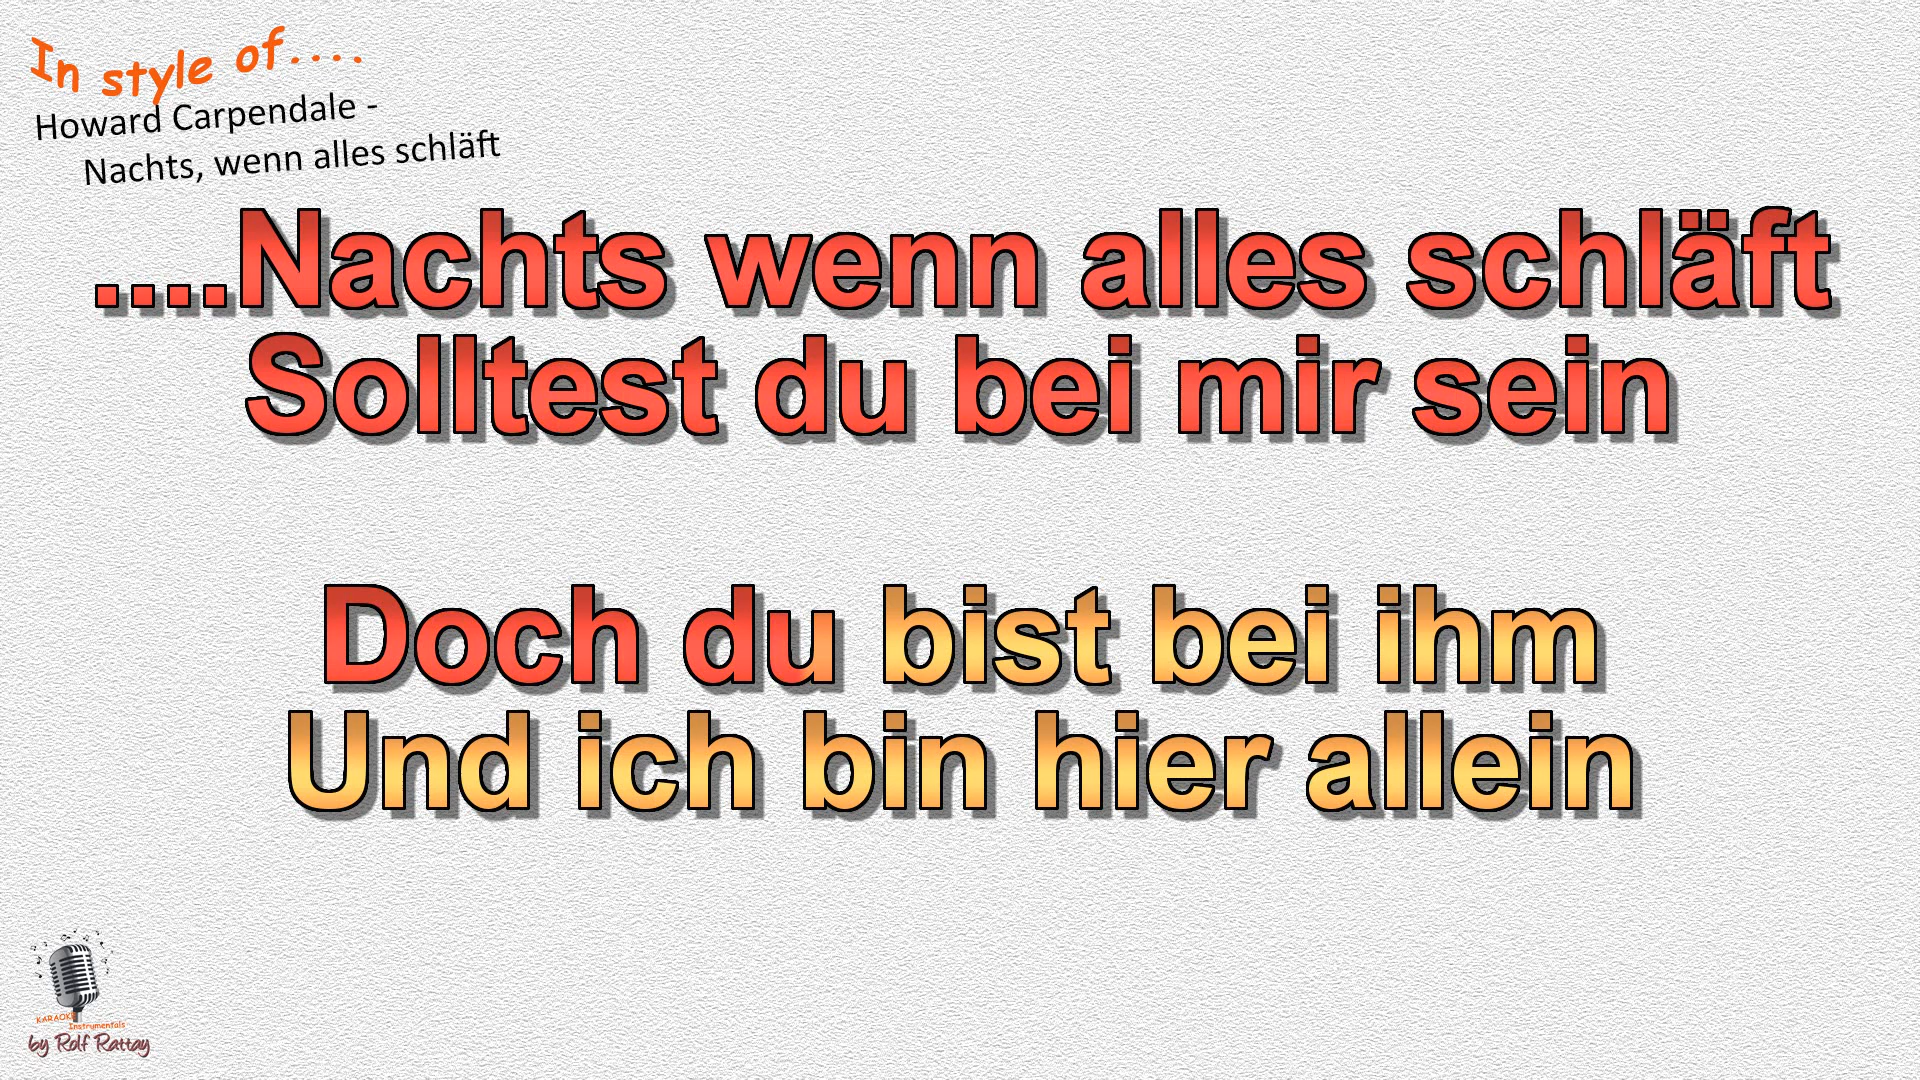 In style of....
Howard Carpendale -
Nachts, wenn alles schläft
....Nachts wenn alles schläft
Solltest du bei mir sein
Doch du bist bei ihm
Und ich bin hier allein
KARAOKE
Instrumentals
by Rolf Rattay